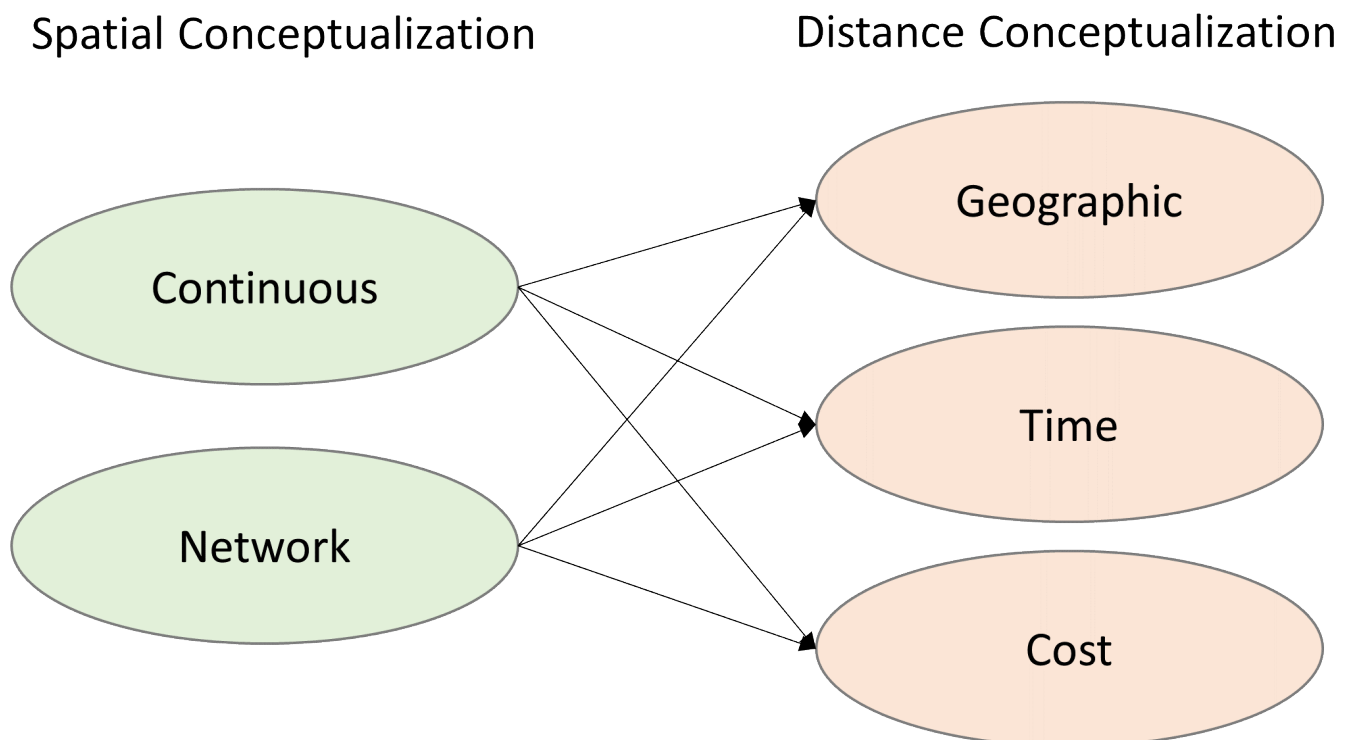 Spatial Conceptualization
Distance Conceptualization
Continuous
Network
Geographic
Time
Cost